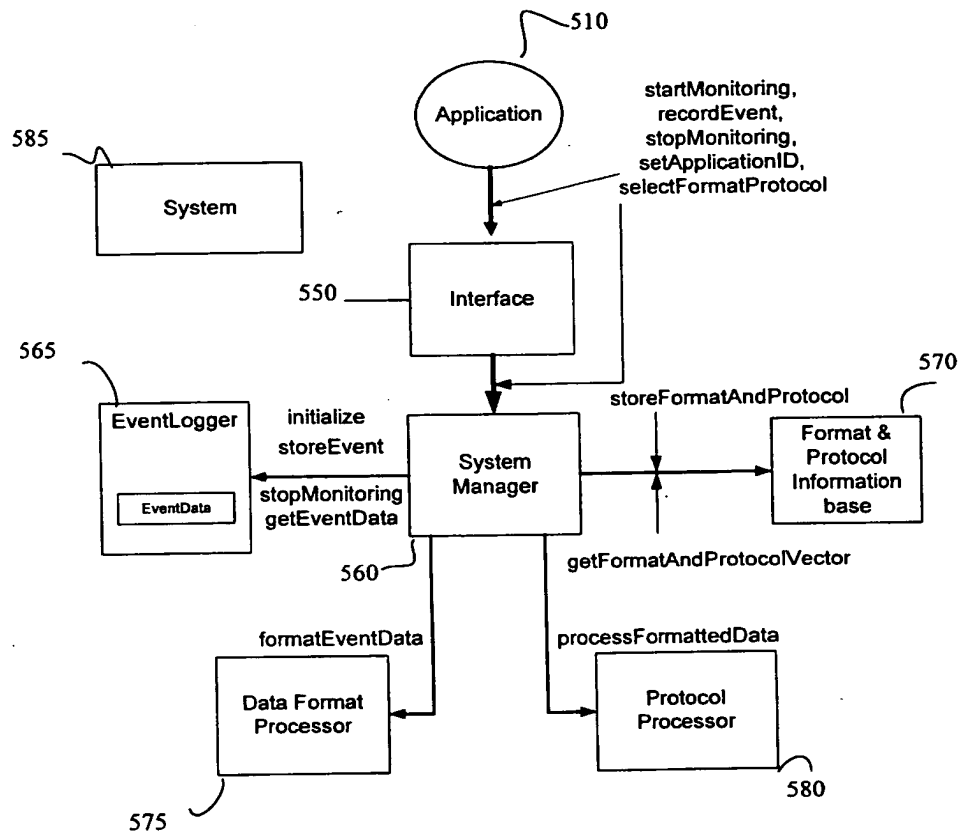 510
Application
startMonitoring,
recordEvent,
stopMonitoring,
setApplicationID,
selectFormatProtocol
585
System
550
Interface
565
EventLogger
EventData
initialize
storeEvent
stopMonitoring
getEventData
System
Manager
560
storeFormatAndProtocol
getFormatAndProtocolVector
570
Format &
Protocol
Information
base
formatEventData
processFormattedData
Data Format
Processor
575
Protocol
Processor
580